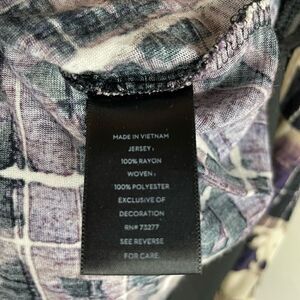 MADE IN VIETNAM
JERSEY:
100% RAYON
WOVEN:
100% POLYESTER
EXCLUSIVE OF
DECORATION
RN# 73277
SEE REVERSE
FOR CARE.